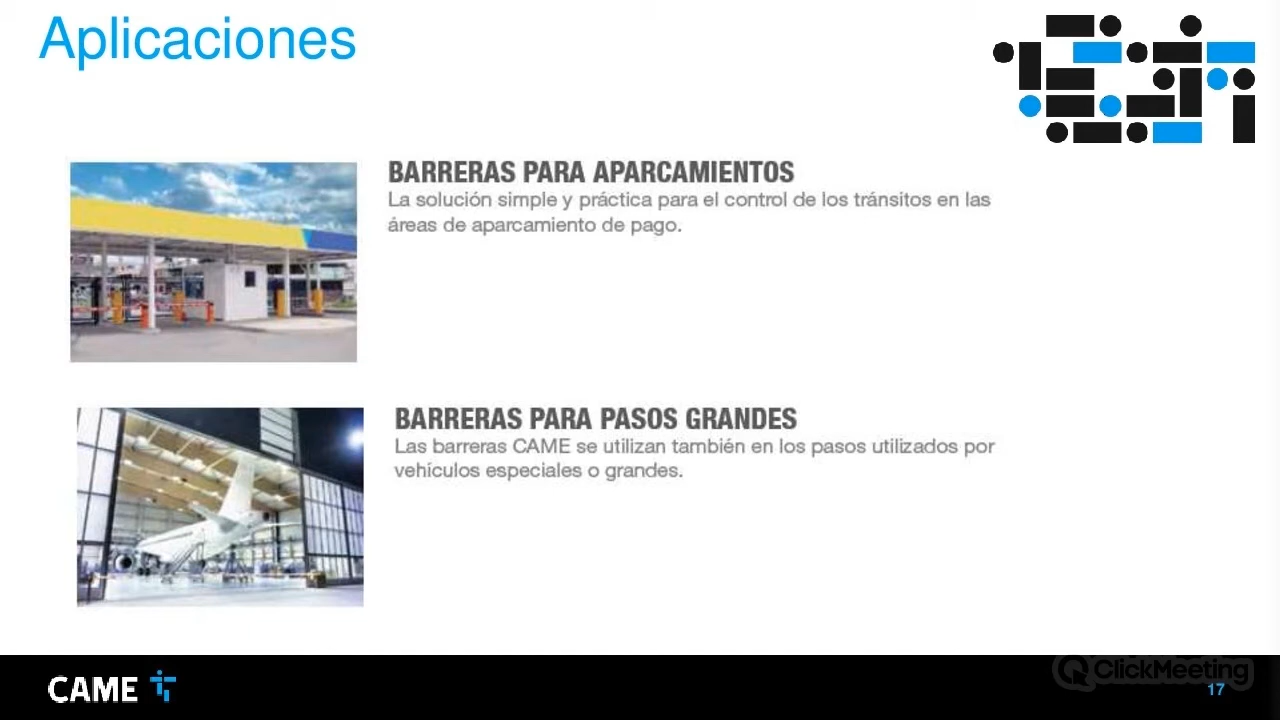 Aplicaciones
BARRERAS PARA APARCAMIENTOS
La solución simple y práctica para el control de los tránsitos en las
áreas de aparcamiento de pago.
BARRERAS PARA PASOS GRANDES
Las barreras CAME se utilizan también en los pasos utilizados por
vehículos especiales o grandes.
CAME
ClickMeeting
17